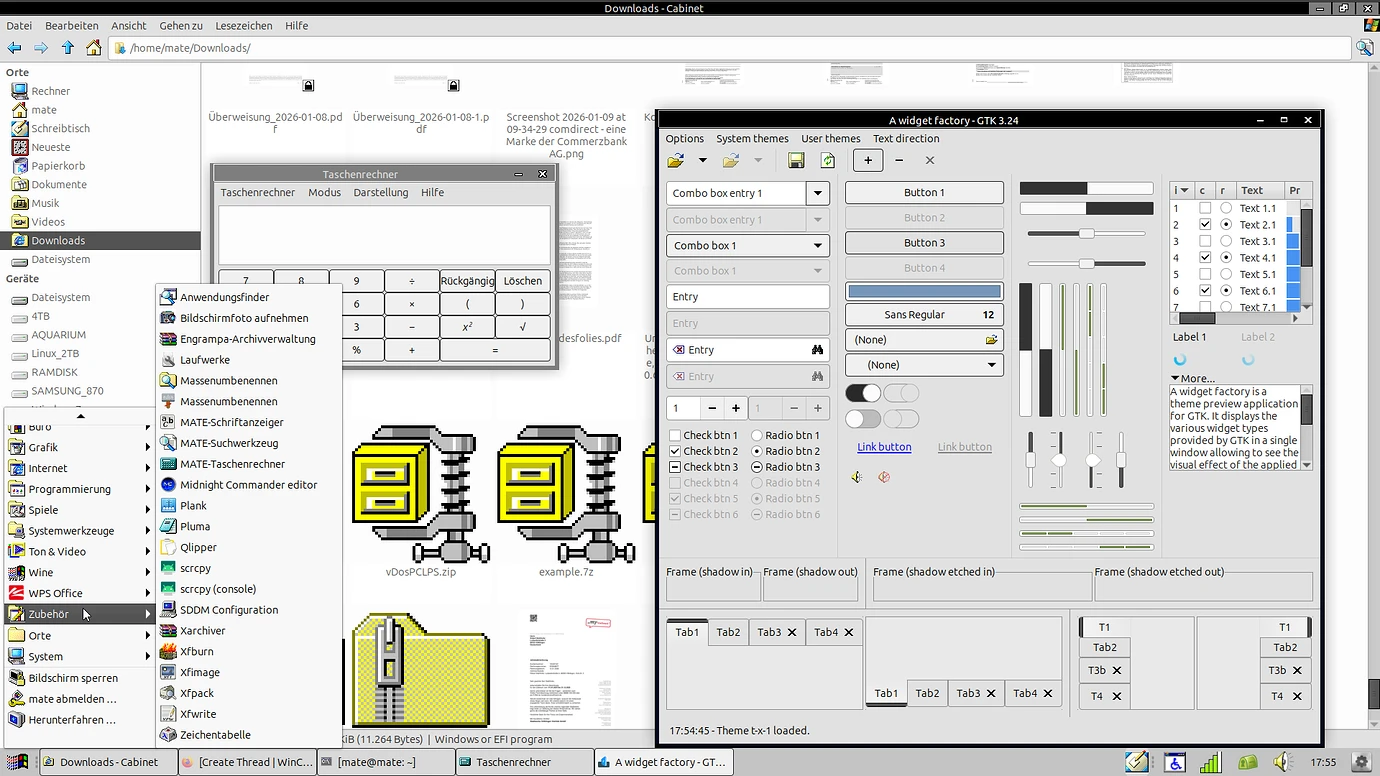 Downloads - Cabinet
Datei Bearbeiten Ansicht Gehen zu Lesezeichen Hilfe
/home/mate/Downloads/
Orte
Rechner
mate
Schreibtisch
Neueste
Papierkorb
Dokumente
Musik
Videos
Downloads
Dateisystem
Geräte
Dateisystem
4TB
AQUARIUM
Linux_2TB
RAMDISK
SAMSUNG_870
Überweisung_2026-01-08.pd
f
Überweisung_2026-01-08-1.p
df
Screenshot 2026-01-09 at
09-34-29 comdirect - eine
Marke der Commerzbank
AG.png
desfolies.pdf
vDosPCLPS.zip
example.7z
KiB (11.264 Bytes) | Windows or EFI program
Taschenrechner
Taschenrechner Modus Darstellung Hilfe
7 8 9 ÷ Rückgängig Löschen
6 × ( )
3 − x² √
% + =
Büro
Grafik
Internet
Programmierung
Spiele
Systemwerkzeuge
Ton & Video
Wine
WPS Office
Zubehör
Orte
System
Bildschirm sperren
mate abmelden ...
Herunterfahren ...
Anwendungsfinder
Bildschirmfoto aufnehmen
Engrampa-Archivverwaltung
Laufwerke
Massenumbenennen
Massenumbenennen
MATE-Schriftanzeiger
MATE-Suchwerkzeug
MATE-Taschenrechner
Midnight Commander editor
Plank
Pluma
Qlipper
scrcpy
scrcpy (console)
SDDM Configuration
Xarchiver
Xfburn
Xfimage
Xfpack
Xfwrite
Zeichentabelle
A widget factory - GTK 3.24
Options System themes User themes Text direction
Combo box entry 1
Combo box entry 1
Combo box 1
Combo box 1
Entry
Entry
Entry
Entry
1 − + 1 − +
Check btn 1 Radio btn 1
Check btn 2 Radio btn 2
Check btn 3 Radio btn 3
Check btn 4 Radio btn 4
Check btn 5 Radio btn 5
Check btn 6 Radio btn 6
Button 1
Button 2
Button 3
Button 4
Sans Regular 12
(None)
(None)
Link button Link button
i c r Text Pr
1 Text 1.1
2 Text 2.1
3 Text 3.1
4 Text 4.1
5 Text 5.1
6 Text 6.1
7 Text 7.1
Label 1 Label 2
More...
A widget factory is a
theme preview application
for GTK. It displays the
various widget types
provided by GTK in a single
window allowing to see the
visual effect of the applied
Frame (shadow in) Frame (shadow out) Frame (shadow etched in) Frame (shadow etched out)
Tab1 Tab2 Tab3 Tab4
Tab1 Tab2 Tab3 Tab4
T1
Tab2
T3b
T4
T1
Tab2
T3b
T4
17:54:45 - Theme t-x-1 loaded.
Downloads - Cabinet
[Create Thread | WinC...
[mate@mate: ~]
Taschenrechner
A widget factory - GT...
17:55